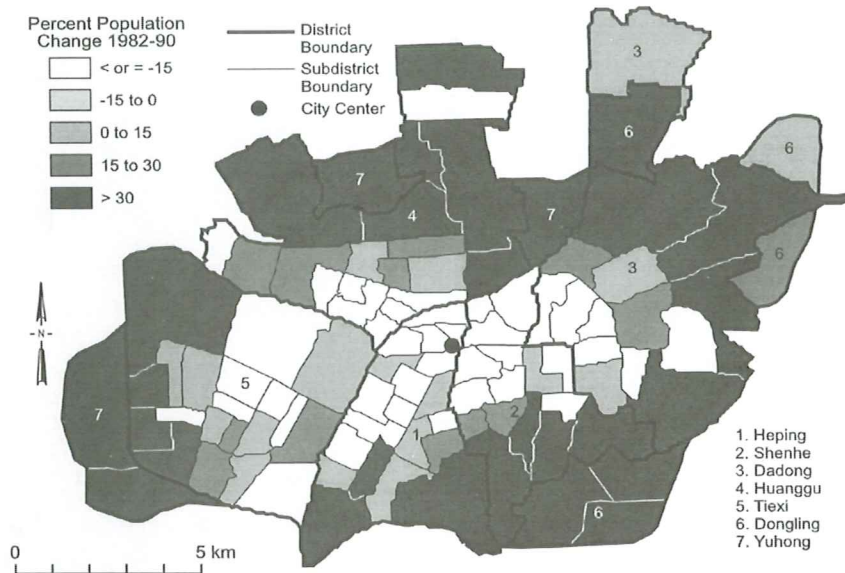 Percent Population
Change 1982-90
< or = -15
-15 to 0
0 to 15
15 to 30
> 30
District
Boundary
Subdistrict
Boundary
City Center
3
6
6
7
4
7
3
6
N
5
7
2
1
6
1. Heping
2. Shenhe
3. Dadong
4. Huanggu
5. Tiexi
6. Dongling
7. Yuhong
0 5 km